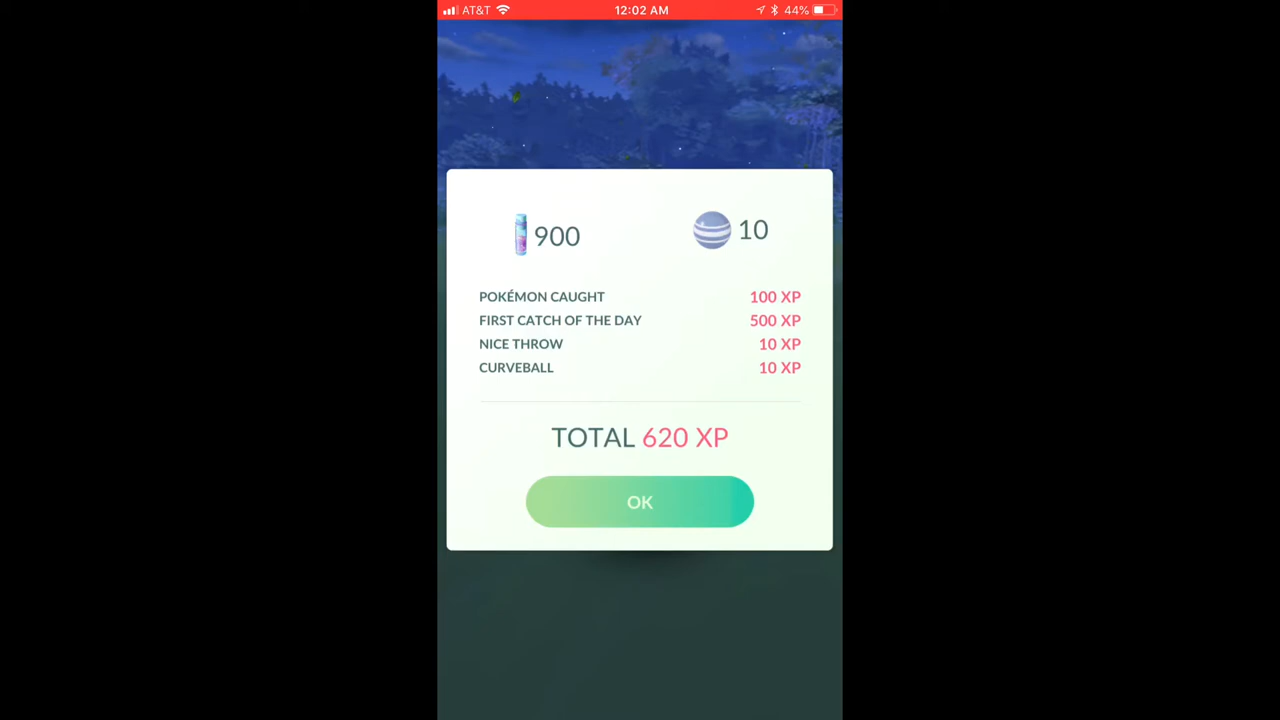 AT&T 12:02 AM 44%
900 10
POKÉMON CAUGHT 100 XP
FIRST CATCH OF THE DAY 500 XP
NICE THROW 10 XP
CURVEBALL 10 XP
TOTAL 620 XP
OK